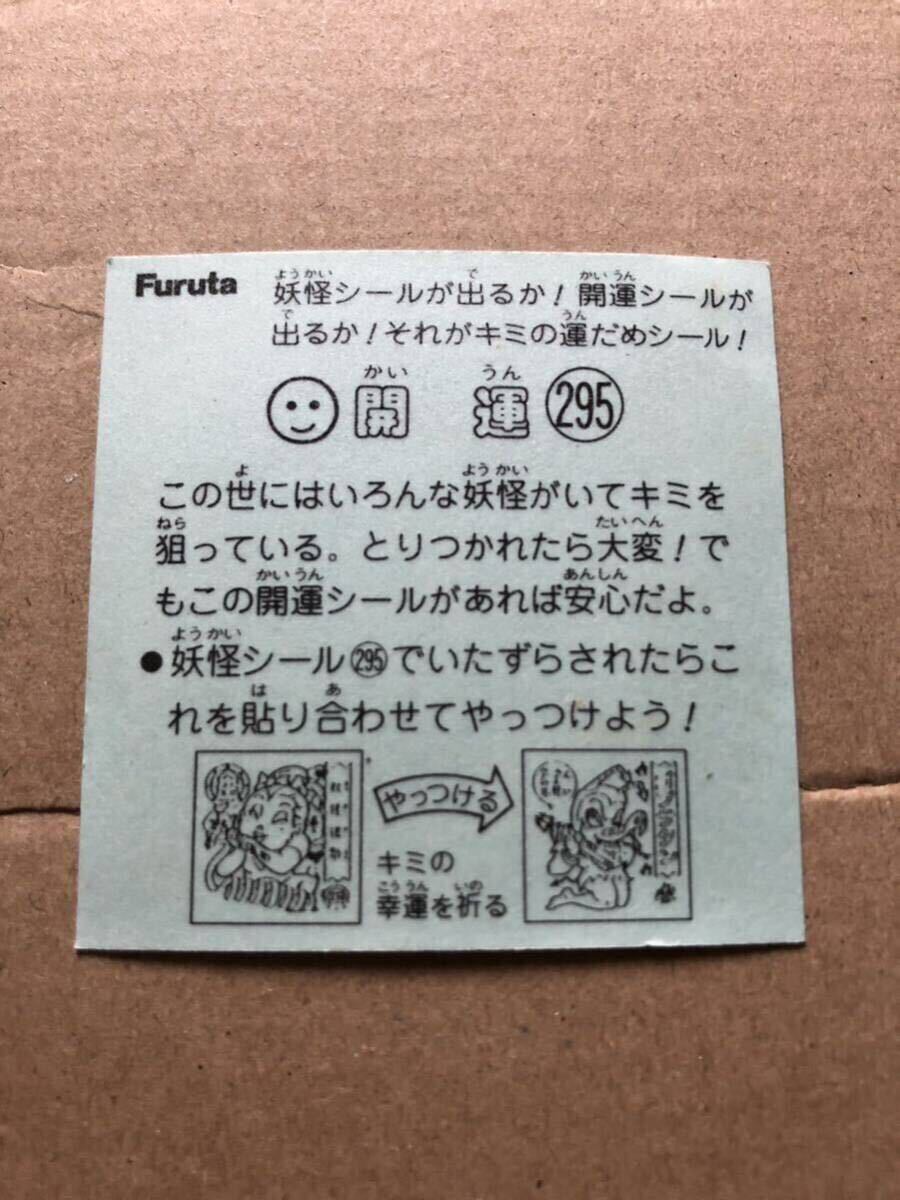 Furuta
妖怪シールが出るか！開運シールが
出るか！それがキミの運だめシール！
開 運 295
この世にはいろんな妖怪がいてキミを
狙っている。とりつかれたら大変！で
もこの開運シールがあれば安心だよ。
●妖怪シール295でいたずらされたらこ
れを貼り合わせてやっつけよう！
やっつける
キミの
幸運を祈る